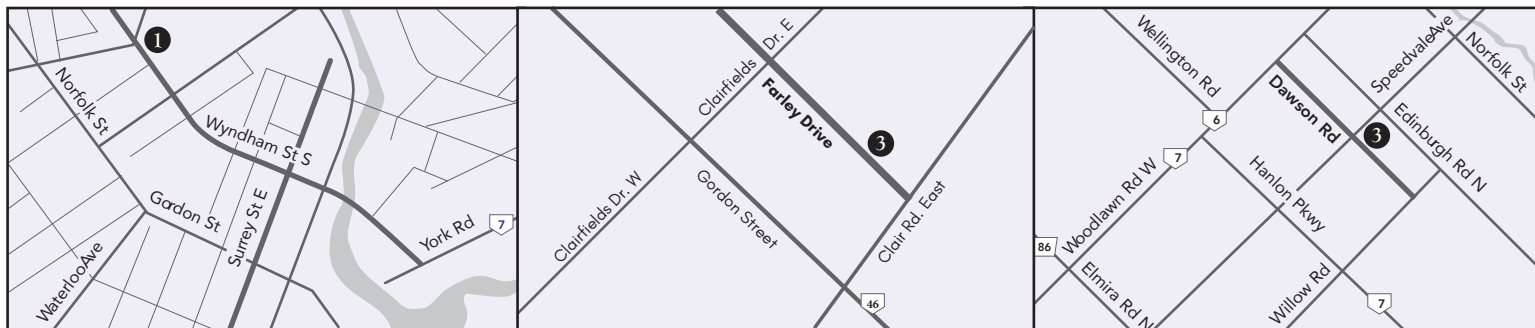 1
Norfolk St
Wyndham St S
Gordon St
Surrey St E
York Rd
7
Waterloo Ave
Clairfields Dr. E
Farley Drive
3
Clairfields Dr. W
Gordon Street
Clair Rd. East
46
Wellington Rd
Speedvale Ave
Norfolk St
Dawson Rd
6
3
Edinburgh Rd N
7
Woodlawn Rd W
Hanlon Pkwy
86
Elmira Rd N
Willow Rd
7